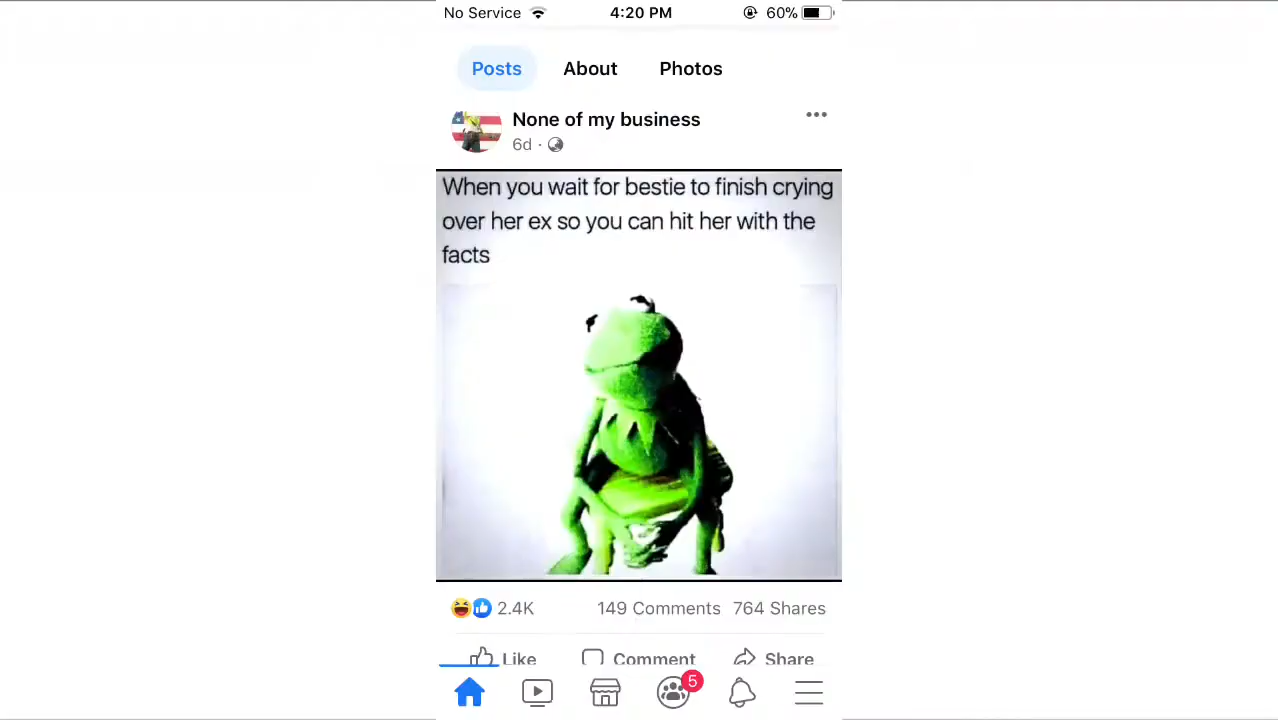 No Service 4:20 PM 60%
Posts About Photos
None of my business
6d ·
When you wait for bestie to finish crying
over her ex so you can hit her with the
facts
2.4K 149 Comments 764 Shares
Like Comment Share
5